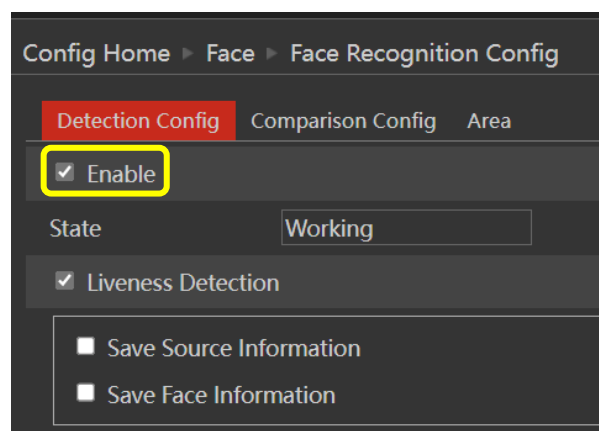 Config Home ▶ Face ▶ Face Recognition Config
Detection Config Comparison Config Area
Enable
State Working
Liveness Detection
Save Source Information
Save Face Information